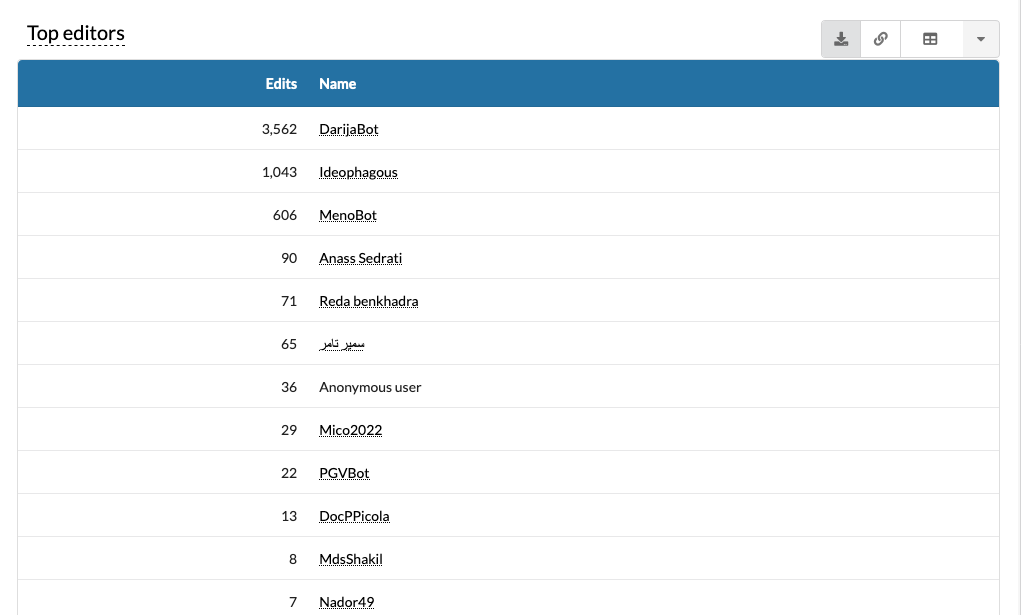 Top editors
Edits Name
3,562 DarijaBot
1,043 Ideophagous
606 MenoBot
90 Anass Sedrati
71 Reda benkhadra
65 سمير تامر
36 Anonymous user
29 Mico2022
22 PGVBot
13 DocPPicola
8 MdsShakil
7 Nador49